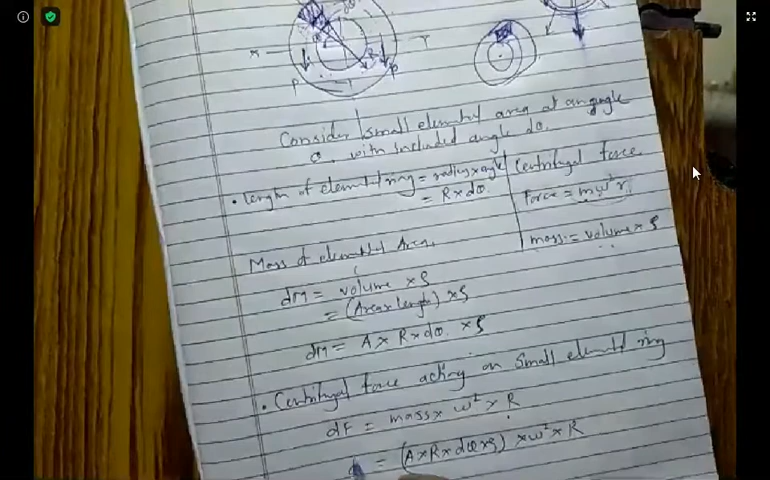 x
P
P
Consider small elemental area at an angle
θ, with included angle dθ.
• Length of elemental ring = radius × angle
= R × dθ.
Centrifugal force
Force = mω²r
mass = volume × ρ
Mass of elemental Area,
dM = volume × ρ
= (Area × length) × ρ
dM = A × R × dθ × ρ
• Centrifugal force acting on small elemental ring
dF = mass × ω² × R
= (A × R × dθ × ρ) × ω² × R